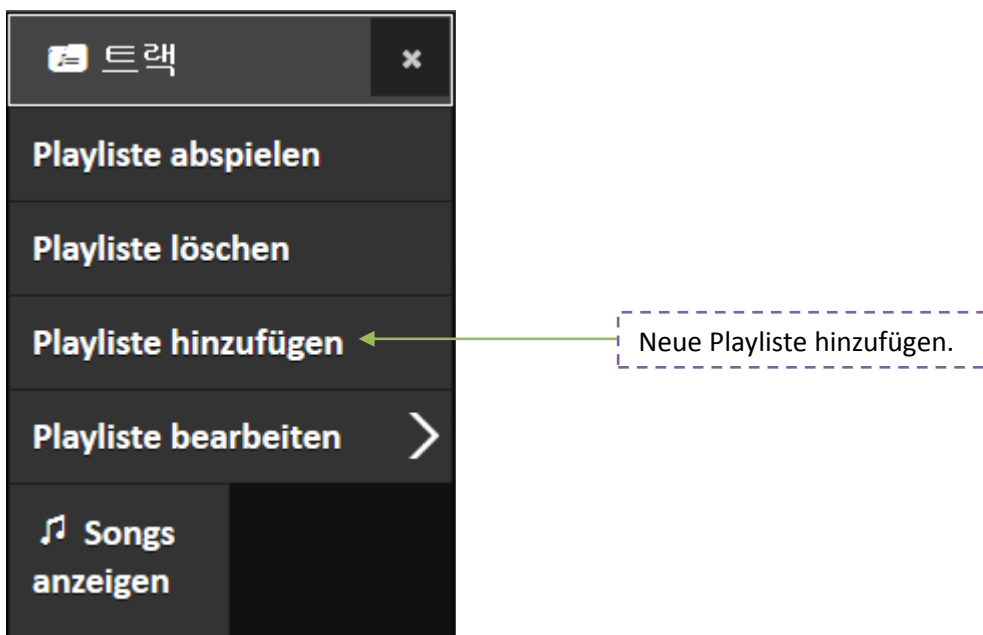 트랙
Playliste abspielen
Playliste löschen
Playliste hinzufügen
Neue Playliste hinzufügen.
Playliste bearbeiten
Songs
anzeigen